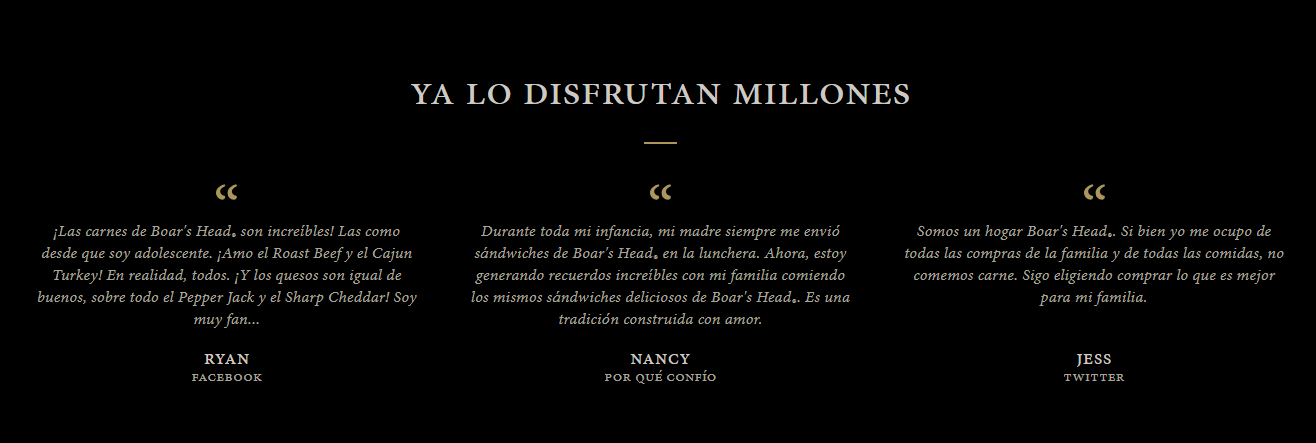 YA LO DISFRUTAN MILLONES
“
¡Las carnes de Boar's Head® son increíbles! Las como
desde que soy adolescente. ¡Amo el Roast Beef y el Cajun
Turkey! En realidad, todos. ¡Y los quesos son igual de
buenos, sobre todo el Pepper Jack y el Sharp Cheddar! Soy
muy fan...
RYAN
FACEBOOK
“
Durante toda mi infancia, mi madre siempre me envió
sándwiches de Boar's Head® en la lunchera. Ahora, estoy
generando recuerdos increíbles con mi familia comiendo
los mismos sándwiches deliciosos de Boar's Head®. Es una
tradición construida con amor.
NANCY
POR QUÉ CONFÍO
“
Somos un hogar Boar's Head®. Si bien yo me ocupo de
todas las compras de la familia y de todas las comidas, no
comemos carne. Sigo eligiendo comprar lo que es mejor
para mi familia.
JESS
TWITTER